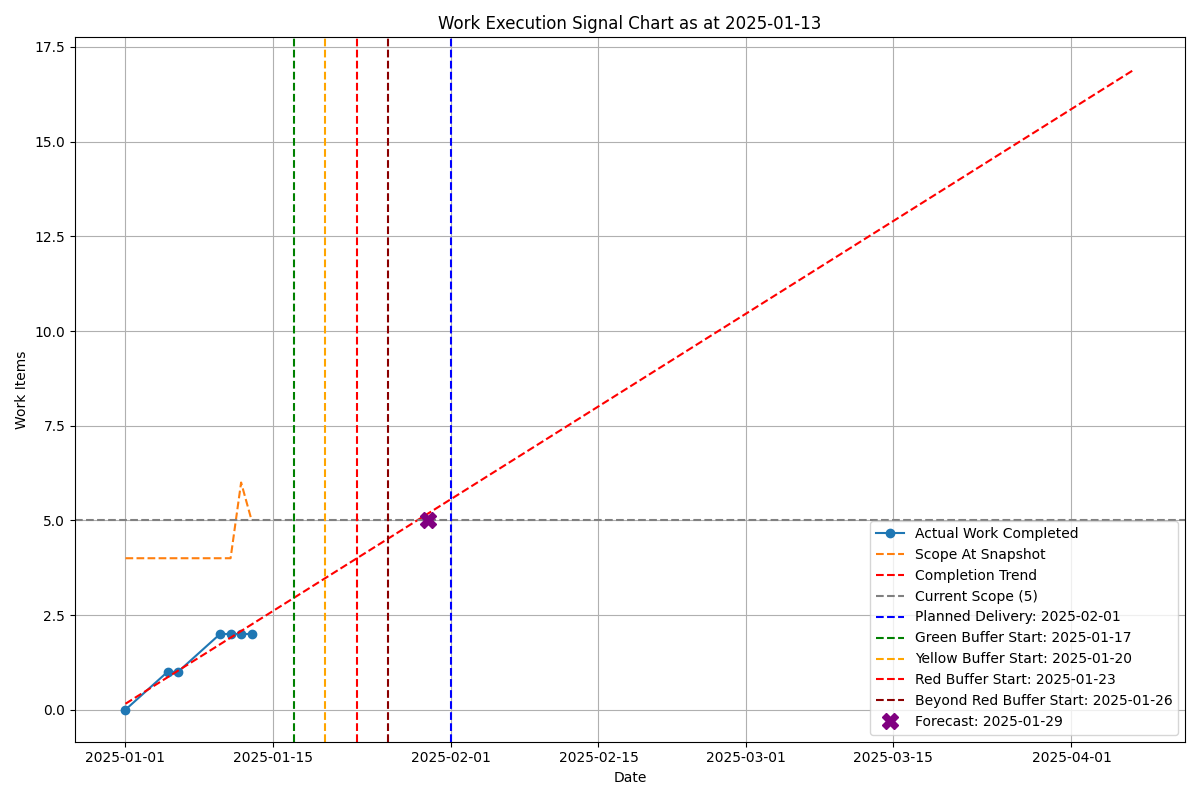 Work Execution Signal Chart as at 2025-01-13
17.5
15.0
12.5
10.0
7.5
5.0
2.5
0.0
Work Items
Actual Work Completed
Scope At Snapshot
Completion Trend
Current Scope (5)
Planned Delivery: 2025-02-01
Green Buffer Start: 2025-01-17
Yellow Buffer Start: 2025-01-20
Red Buffer Start: 2025-01-23
Beyond Red Buffer Start: 2025-01-26
Forecast: 2025-01-29
2025-01-01 2025-01-15 2025-02-01 2025-02-15 2025-03-01 2025-03-15 2025-04-01
Date